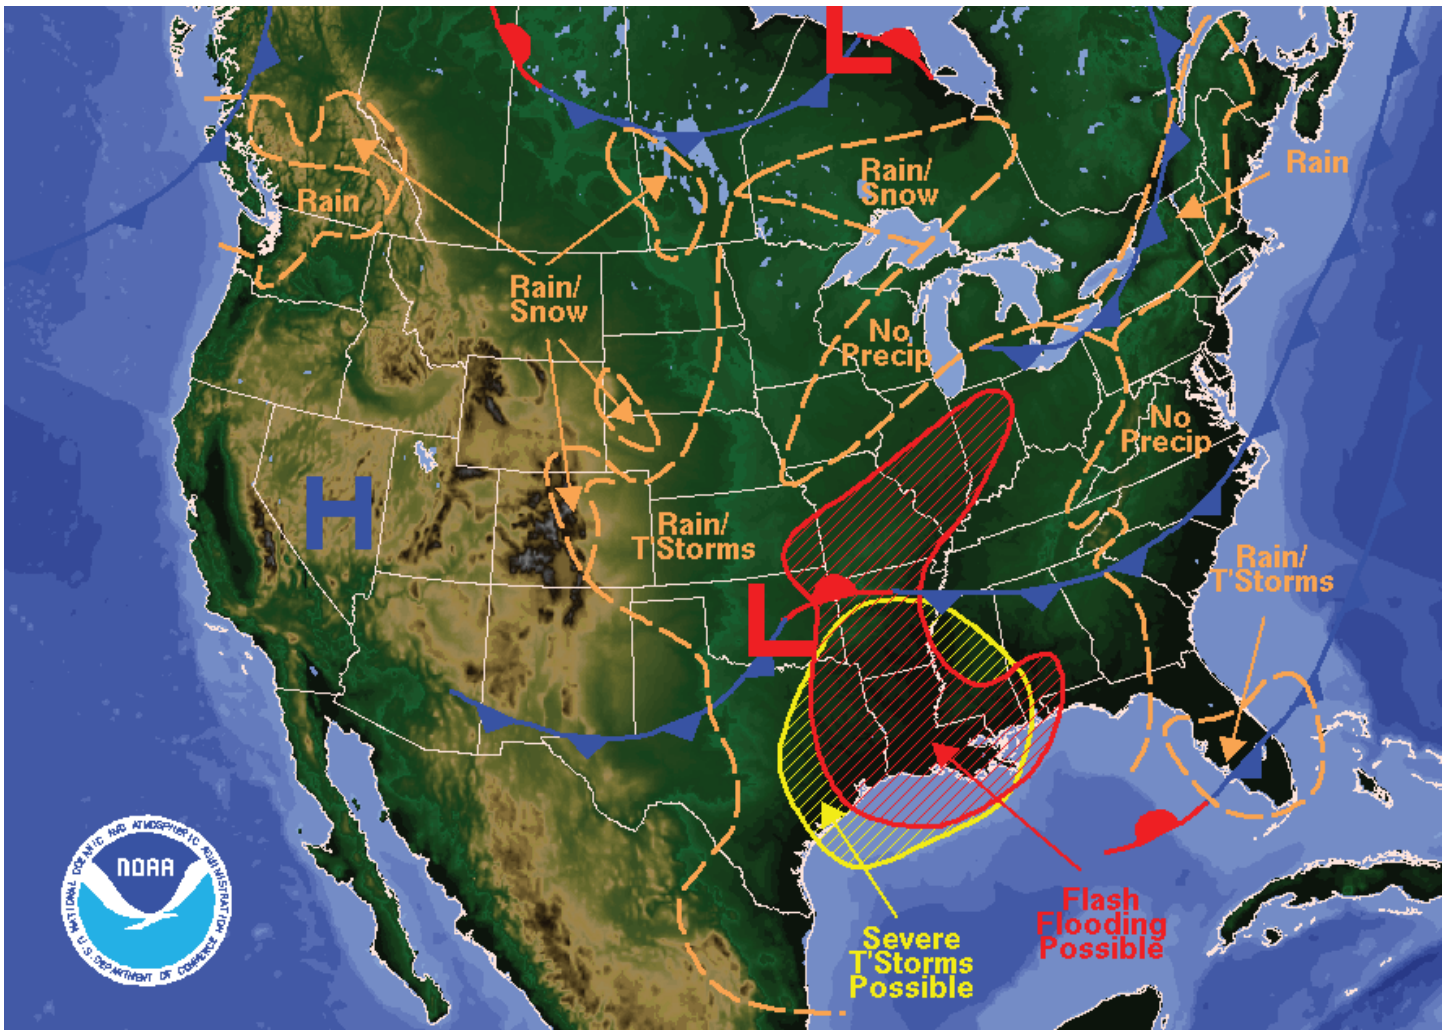 L
Rain/
Snow
Rain
Rain
Rain/
Snow
No
Precip
No
Precip
H
Rain/
T'Storms
Rain/
T'Storms
L
NOAA
NATIONAL OCEANIC AND ATMOSPHERIC ADMINISTRATION
U.S. DEPARTMENT OF COMMERCE
Flash
Flooding
Possible
Severe
T'Storms
Possible